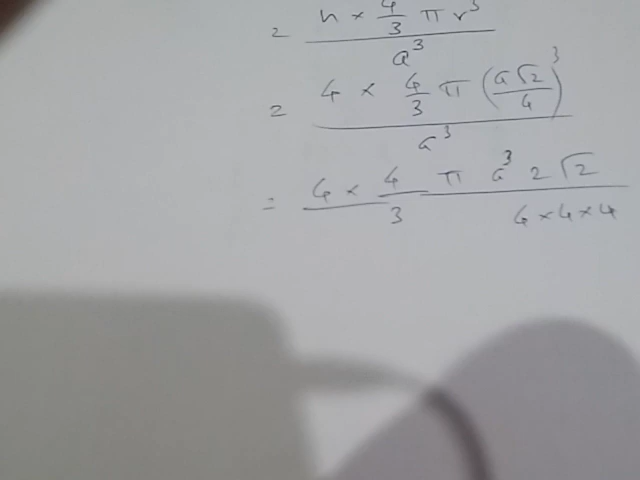 = n × 4/3 π r³ / a³
= 4 × 4/3 π (a√2/4)³ / a³
= 4 × 4/3 π a³ 2√2 / 4×4×4